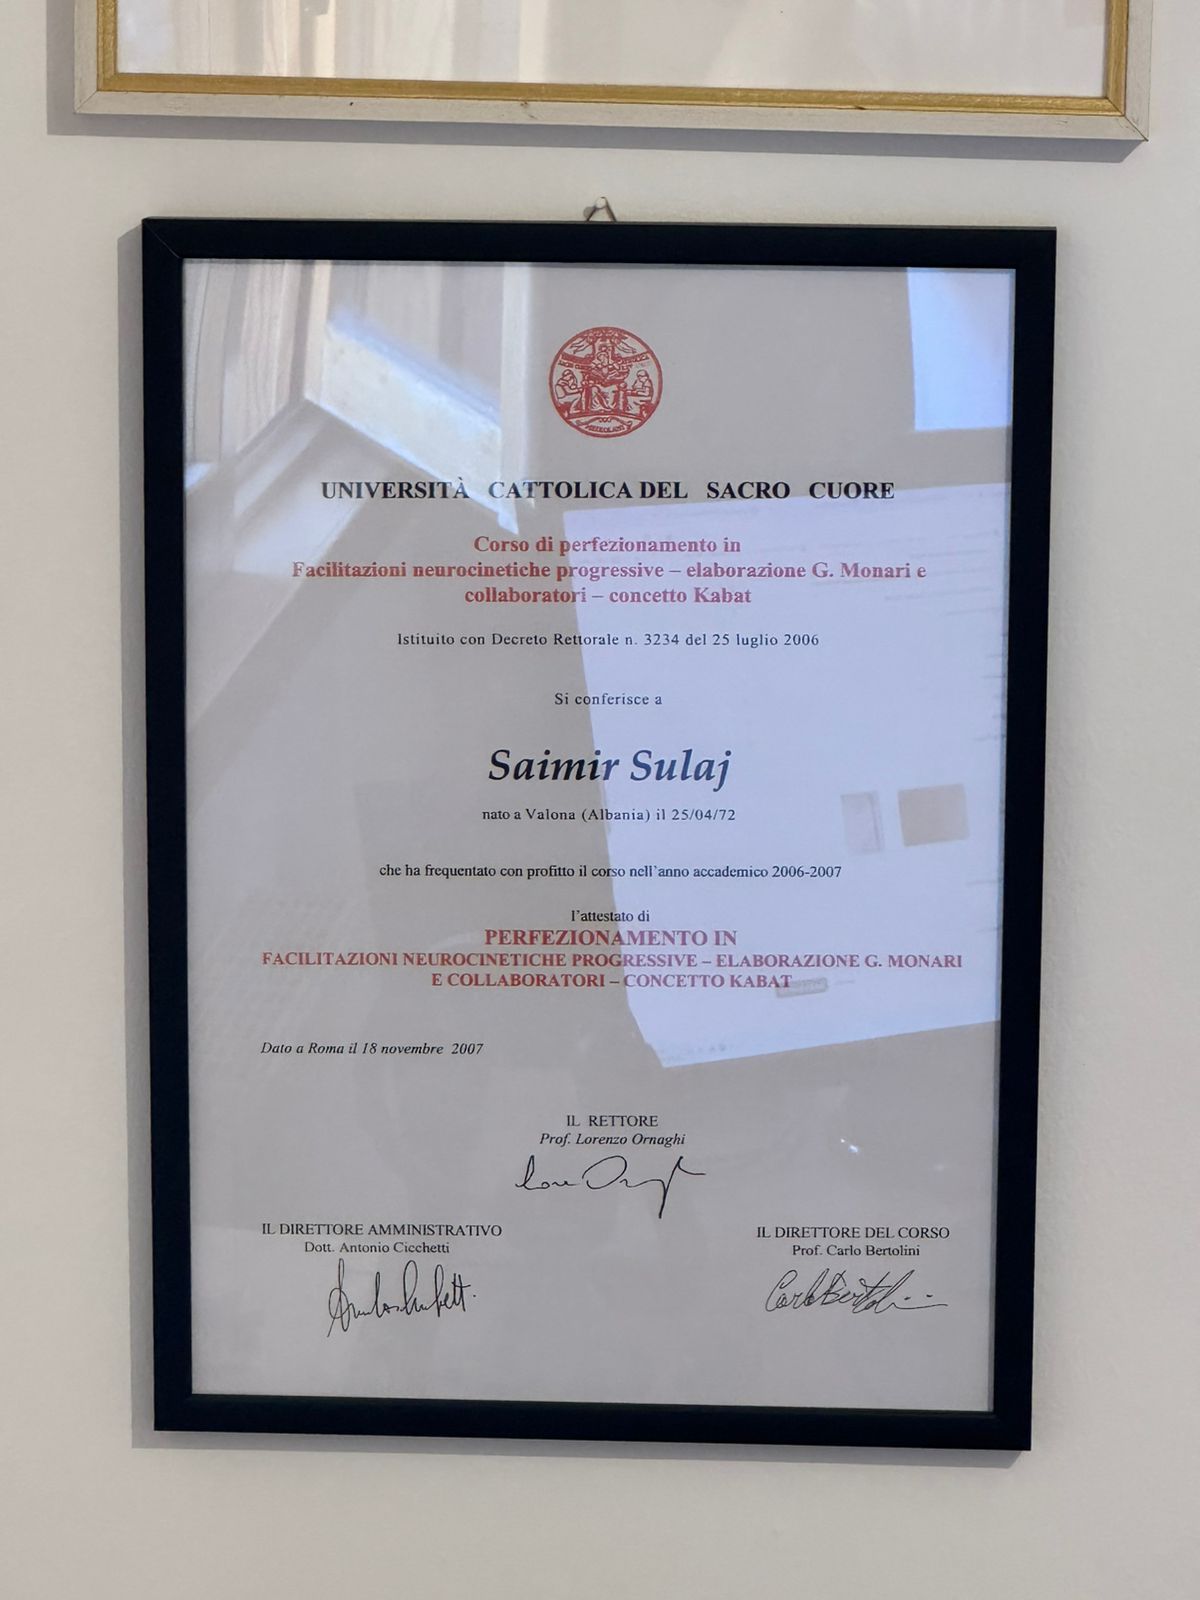 UNIVERSITÀ CATTOLICA DEL SACRO CUORE
Corso di perfezionamento in
Facilitazioni neurocinetiche progressive – elaborazione G. Monari e
collaboratori – concetto Kabat
Istituito con Decreto Rettorale n. 3234 del 25 luglio 2006
Si conferisce a
Saimir Sulaj
nato a Valona (Albania) il 25/04/72
che ha frequentato con profitto il corso nell'anno accademico 2006-2007
l'attestato di
PERFEZIONAMENTO IN
FACILITAZIONI NEUROCINETICHE PROGRESSIVE – ELABORAZIONE G. MONARI
E COLLABORATORI – CONCETTO KABAT
Dato a Roma il 18 novembre 2007
IL RETTORE
Prof. Lorenzo Ornaghi
IL DIRETTORE AMMINISTRATIVO
Dott. Antonio Cicchetti
IL DIRETTORE DEL CORSO
Prof. Carlo Bertolini